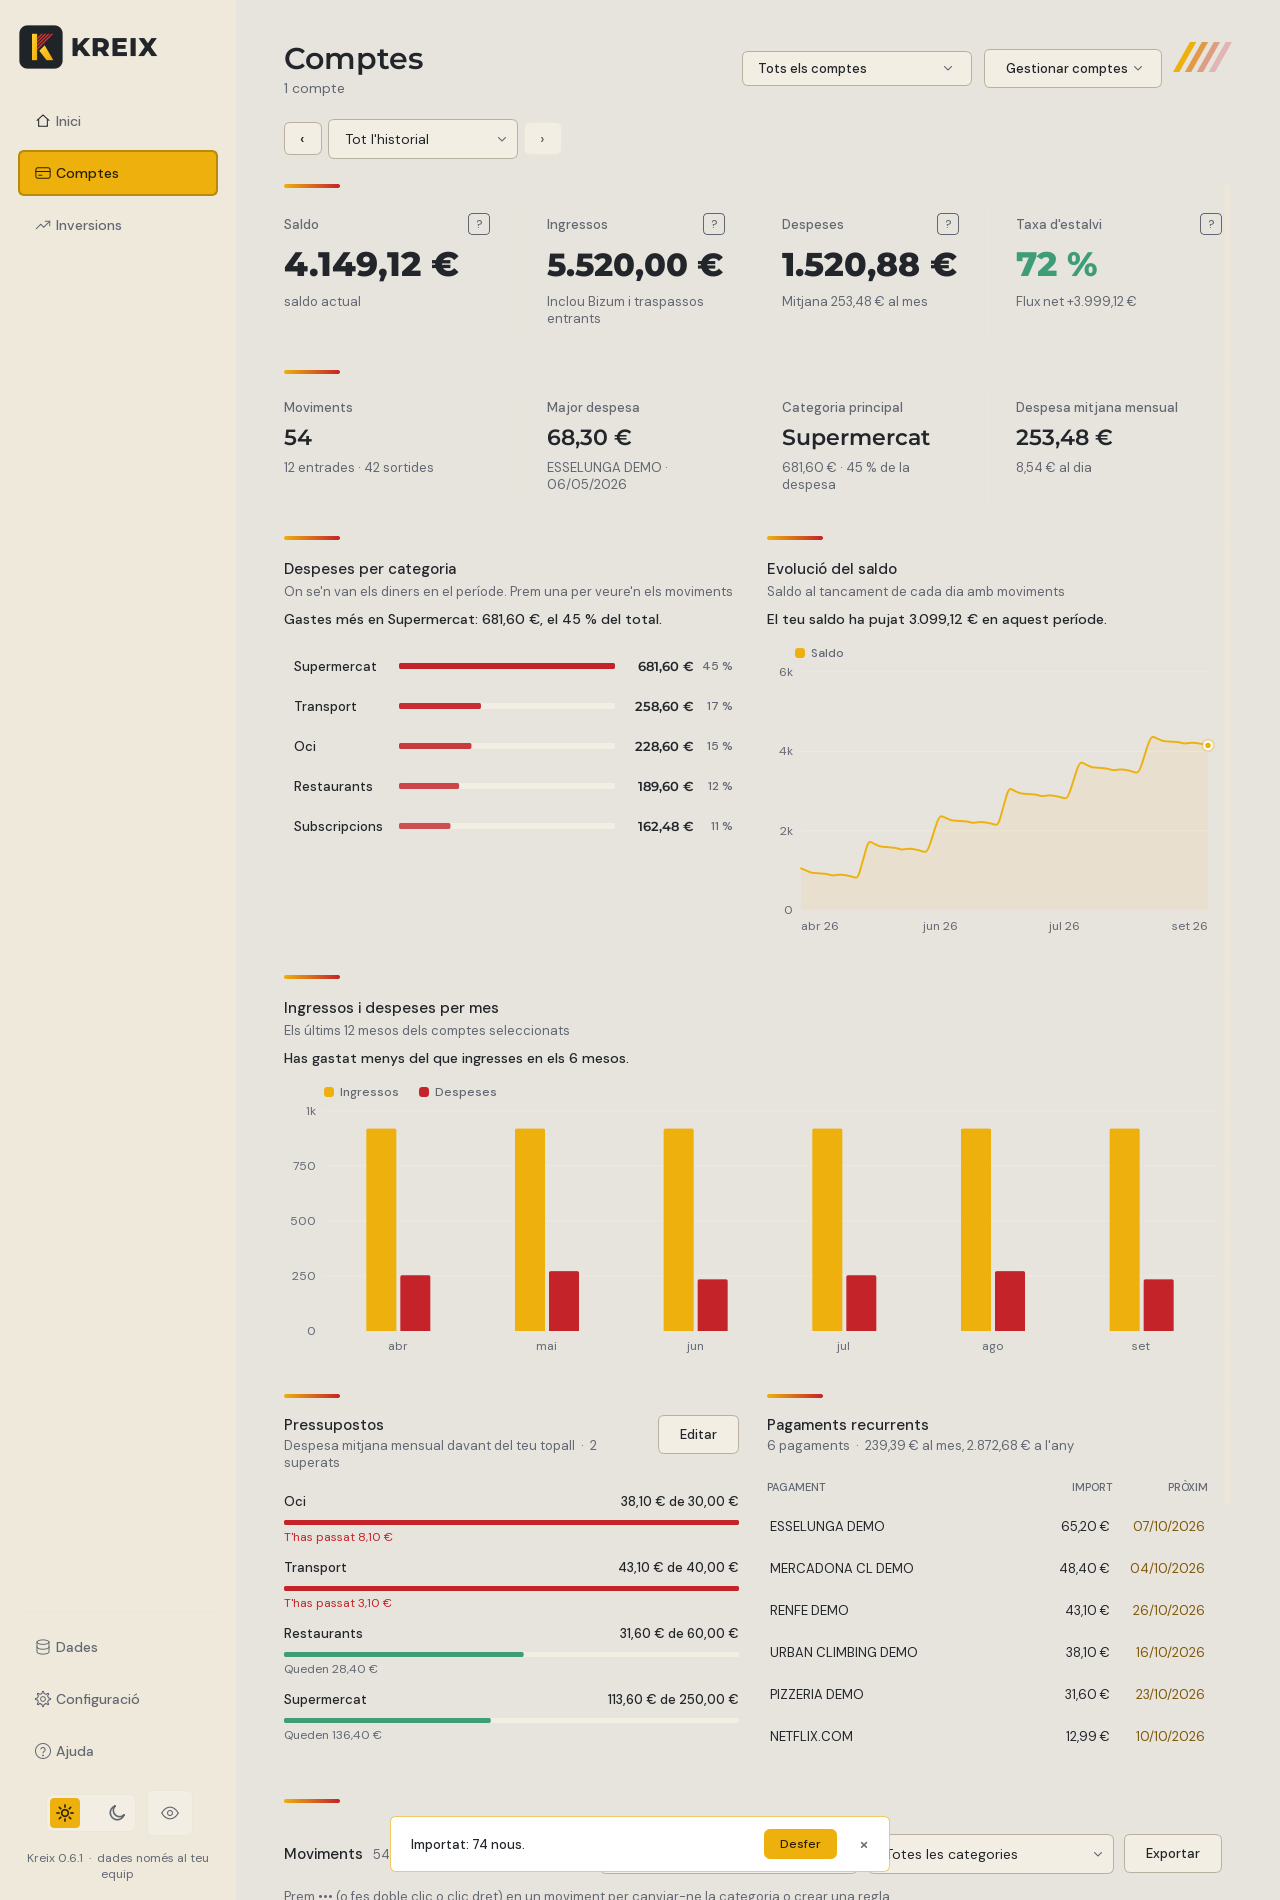 KREIX
Inici
Comptes
Inversions
Dades
Configuració
Ajuda
Kreix 0.6.1 · dades només al teu
equip
Comptes
1 compte
Tots els comptes
Gestionar comptes
‹
Tot l'historial
›
Saldo ?
4.149,12 €
saldo actual
Ingressos ?
5.520,00 €
Inclou Bizum i traspassos
entrants
Despeses ?
1.520,88 €
Mitjana 253,48 € al mes
Taxa d'estalvi ?
72 %
Flux net +3.999,12 €
Moviments
54
12 entrades · 42 sortides
Major despesa
68,30 €
ESSELUNGA DEMO ·
06/05/2026
Categoria principal
Supermercat
681,60 € · 45 % de la
despesa
Despesa mitjana mensual
253,48 €
8,54 € al dia
Despeses per categoria
On se'n van els diners en el període. Prem una per veure'n els moviments
Gastes més en Supermercat: 681,60 €, el 45 % del total.
Supermercat 681,60 € 45 %
Transport 258,60 € 17 %
Oci 228,60 € 15 %
Restaurants 189,60 € 12 %
Subscripcions 162,48 € 11 %
Evolució del saldo
Saldo al tancament de cada dia amb moviments
El teu saldo ha pujat 3.099,12 € en aquest període.
Saldo
6k
4k
2k
0
abr 26 jun 26 jul 26 set 26
Ingressos i despeses per mes
Els últims 12 mesos dels comptes seleccionats
Has gastat menys del que ingresses en els 6 mesos.
Ingressos Despeses
1k
750
500
250
0
abr mai jun jul ago set
Pressupostos
Despesa mitjana mensual davant del teu topall · 2
superats
Editar
Oci 38,10 € de 30,00 €
T'has passat 8,10 €
Transport 43,10 € de 40,00 €
T'has passat 3,10 €
Restaurants 31,60 € de 60,00 €
Queden 28,40 €
Supermercat 113,60 € de 250,00 €
Queden 136,40 €
Pagaments recurrents
6 pagaments · 239,39 € al mes, 2.872,68 € a l'any
PAGAMENT IMPORT PRÒXIM
ESSELUNGA DEMO 65,20 € 07/10/2026
MERCADONA CL DEMO 48,40 € 04/10/2026
RENFE DEMO 43,10 € 26/10/2026
URBAN CLIMBING DEMO 38,10 € 16/10/2026
PIZZERIA DEMO 31,60 € 23/10/2026
NETFLIX.COM 12,99 € 10/10/2026
Moviments 54
Importat: 74 nous. Desfer ×
Totes les categories
Exportar
Prem ••• (o fes doble clic o clic dret) en un moviment per canviar-ne la categoria o crear una regla